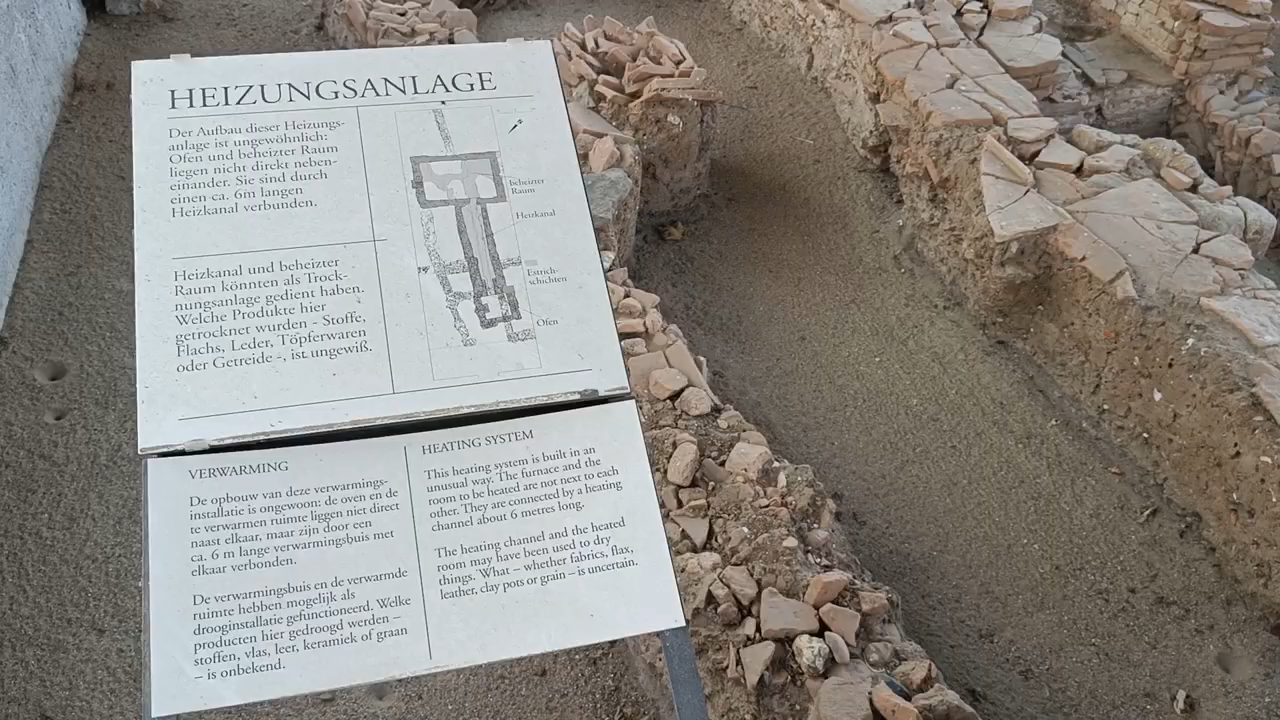 HEIZUNGSANLAGE
Der Aufbau dieser Heizungs-
anlage ist ungewöhnlich:
Ofen und beheizter Raum
liegen nicht direkt neben-
einander. Sie sind durch
einen ca. 6m langen
Heizkanal verbunden.
Heizkanal und beheizter
Raum könnten als Trock-
nungsanlage gedient haben.
Welche Produkte hier
getrocknet wurden - Stoffe,
Flachs, Leder, Töpferwaren
oder Getreide -, ist ungewiß.
beheizter
Raum
Heizkanal
Estrich-
schichten
Ofen
VERWARMING
De opbouw van deze verwarmings-
installatie is ongewoon: de oven en de
te verwarmen ruimte liggen niet direct
naast elkaar, maar zijn door een
ca. 6 m lange verwarmingsbuis met
elkaar verbonden.
De verwarmingsbuis en de verwarmde
ruimte hebben mogelijk als
drooginstallatie gefunctioneerd. Welke
producten hier gedroogd werden –
stoffen, vlas, leer, keramiek of graan
– is onbekend.
HEATING SYSTEM
This heating system is built in an
unusual way. The furnace and the
room to be heated are not next to each
other. They are connected by a heating
channel about 6 metres long.
The heating channel and the heated
room may have been used to dry
things. What – whether fabrics, flax,
leather, clay pots or grain – is uncertain.